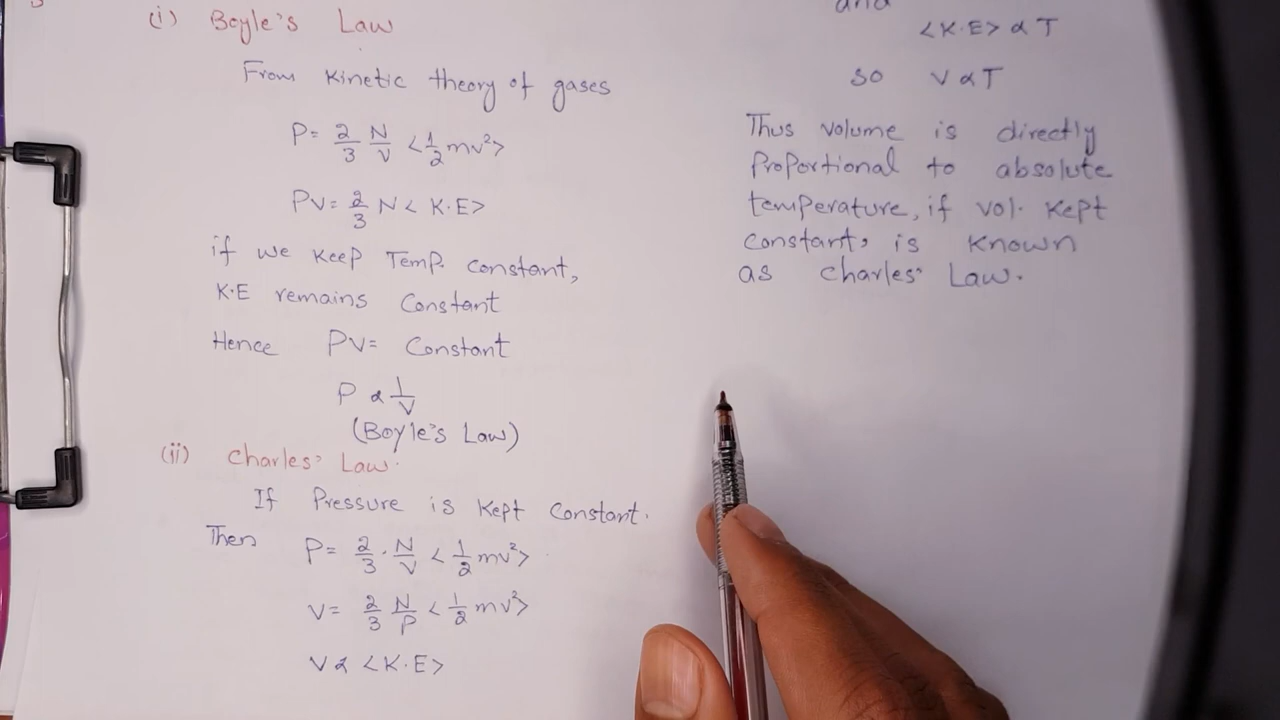 (i) Boyle's Law
From Kinetic theory of gases
P= 2/3 N/V <1/2 mv²>
PV= 2/3 N< K·E>
if we keep Temp. constant,
K·E remains Constant
Hence PV= Constant
P ∝ 1/V
(Boyle's Law)
(ii) Charles' Law.
If Pressure is kept Constant.
Then P= 2/3 · N/V <1/2 mv²>
V= 2/3 N/P <1/2 mv²>
V ∝ <K·E>
and
<K·E> ∝ T
so V ∝ T
Thus volume is directly
Proportional to absolute
temperature, if vol. kept
Constant, is known
as Charles' Law.